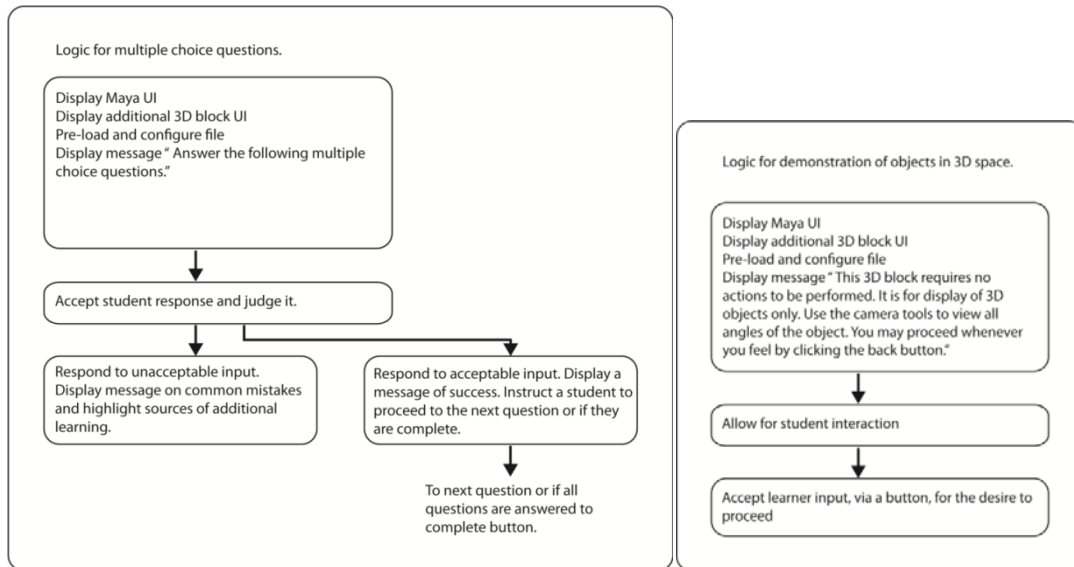 Logic for multiple choice questions.
Display Maya UI
Display additional 3D block UI
Pre-load and configure file
Display message “ Answer the following multiple
choice questions.”
Accept student response and judge it.
Respond to unacceptable input.
Display message on common mistakes
and highlight sources of additional
learning.
Respond to acceptable input. Display a
message of success. Instruct a student to
proceed to the next question or if they
are complete.
To next question or if all
questions are answered to
complete button.
Logic for demonstration of objects in 3D space.
Display Maya UI
Display additional 3D block UI
Pre-load and configure file
Display message “ This 3D block requires no
actions to be performed. It is for display of 3D
objects only. Use the camera tools to view all
angles of the object. You may proceed whenever
you feel by clicking the back button.”
Allow for student interaction
Accept learner input, via a button, for the desire to
proceed